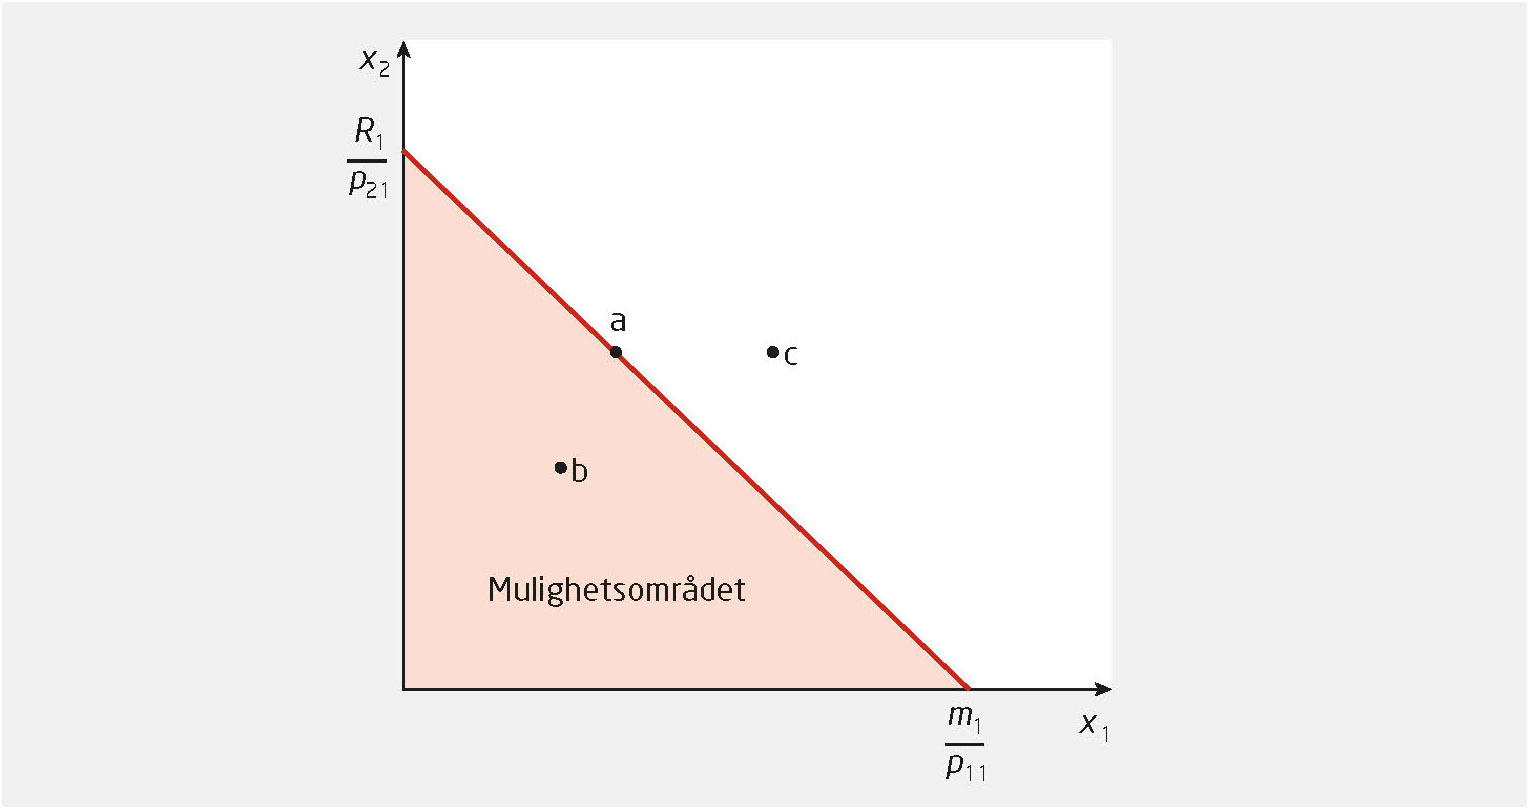 x₂
R₁
p₂₁
a
c
b
Mulighetsområdet
m₁
p₁₁
x₁